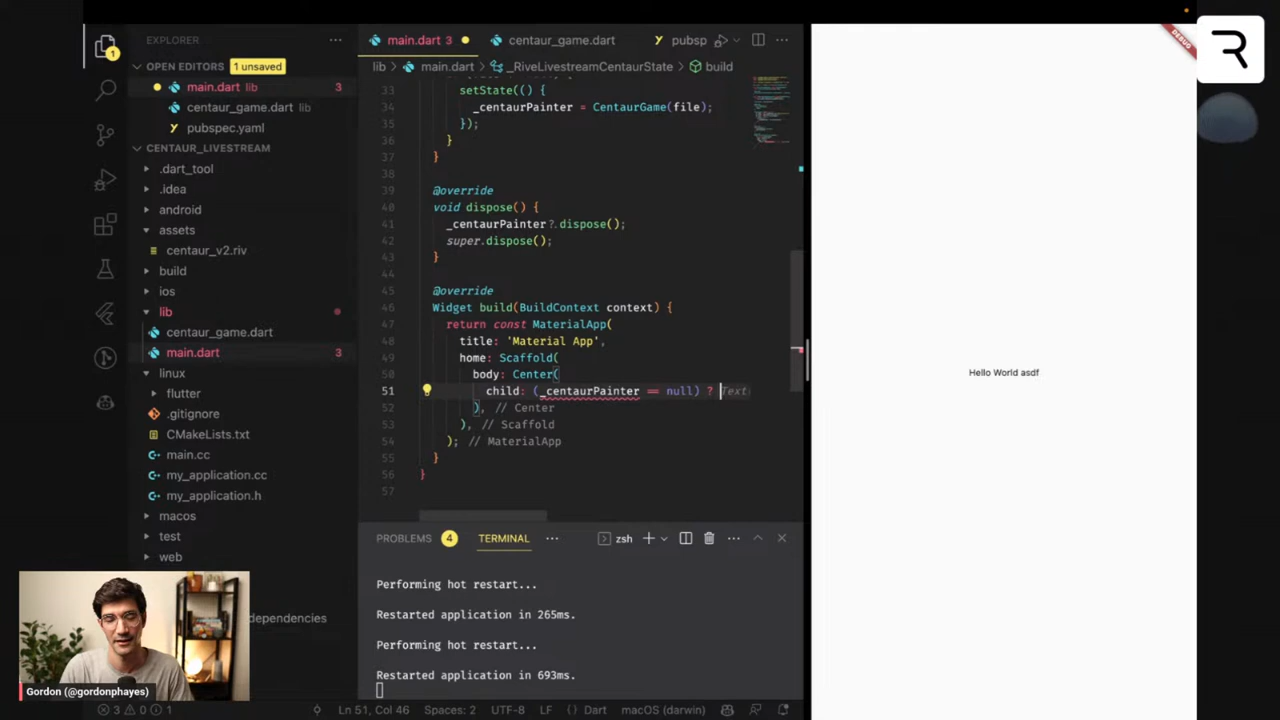 EXPLORER
OPEN EDITORS 1 unsaved
main.dart lib 3
centaur_game.dart lib
pubspec.yaml
CENTAUR_LIVESTREAM
.dart_tool
.idea
android
assets
centaur_v2.riv
build
ios
lib
centaur_game.dart
main.dart 3
linux
flutter
.gitignore
CMakeLists.txt
main.cc
my_application.cc
my_application.h
macos
test
web
dependencies
Gordon (@gordonphayes)
main.dart 3 centaur_game.dart pubsp
lib > main.dart > _RiveLivestreamCentaurState > build
33 setState(() {
34 _centaurPainter = CentaurGame(file);
35 });
36 }
37 }
38
39 @override
40 void dispose() {
41 _centaurPainter?.dispose();
42 super.dispose();
43 }
44
45 @override
46 Widget build(BuildContext context) {
47 return const MaterialApp(
48 title: 'Material App',
49 home: Scaffold(
50 body: Center(
51 child: (_centaurPainter == null) ? Text
52 ), // Center
53 ), // Scaffold
54 ); // MaterialApp
55 }
56 }
57
PROBLEMS 4 TERMINAL zsh
Performing hot restart...
Restarted application in 265ms.
Performing hot restart...
Restarted application in 693ms.
3 0 1 Ln 51, Col 46 Spaces: 2 UTF-8 LF {} Dart macOS (darwin)
Hello World asdf
DEBUG